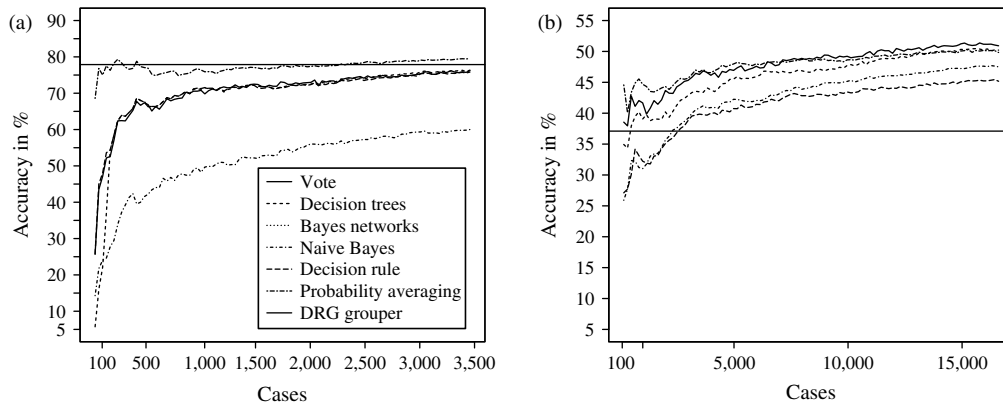 (a)
90
80
70
60
50
40
30
20
10
5
Accuracy in %
100
500
1,000
1,500
2,000
2,500
3,000
3,500
Cases
Vote
Decision trees
Bayes networks
Naive Bayes
Decision rule
Probability averaging
DRG grouper
(b)
55
50
45
40
35
30
25
20
15
10
5
Accuracy in %
100
5,000
10,000
15,000
Cases